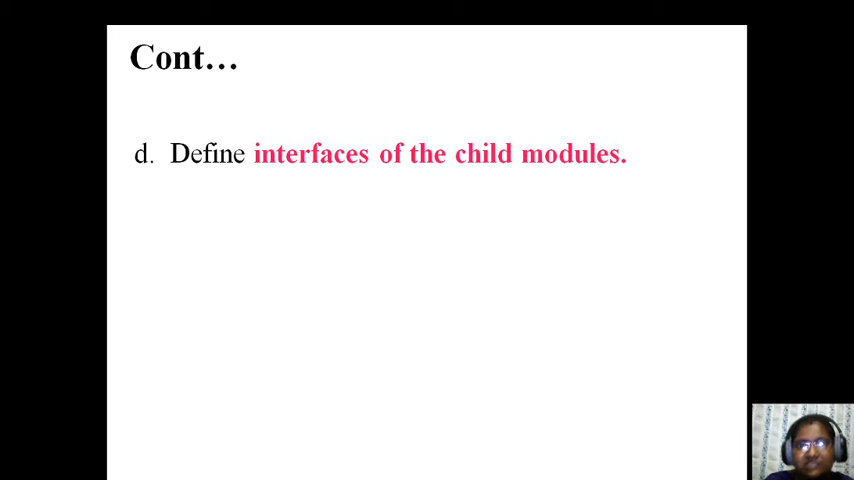 Cont…
d. Define interfaces of the child modules.